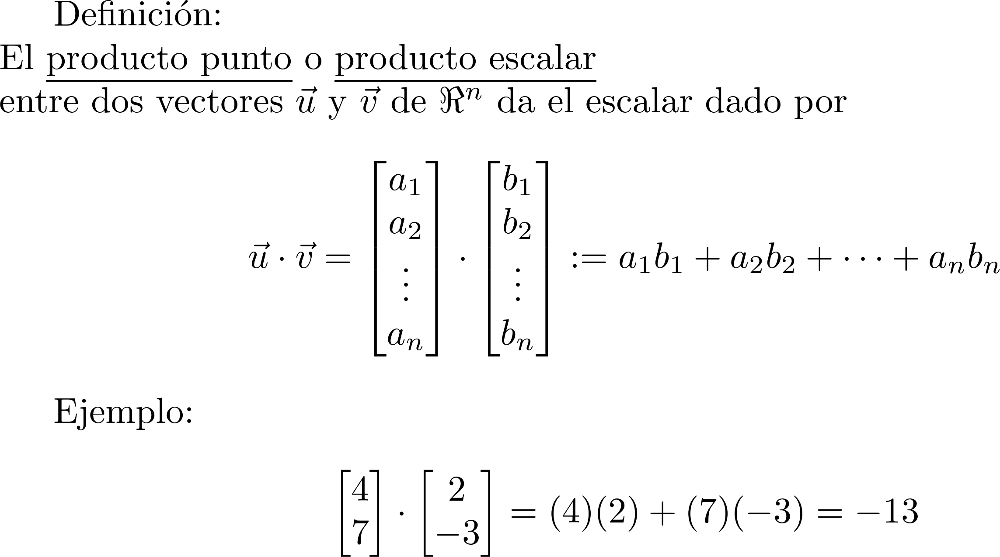 Definición:
El producto punto o producto escalar
entre dos vectores $\vec{u}$ y $\vec{v}$ de $\Re^n$ da el escalar dado por
$\vec{u} \cdot \vec{v} = \begin{bmatrix} a_1 \\ a_2 \\ \vdots \\ a_n \end{bmatrix} \cdot \begin{bmatrix} b_1 \\ b_2 \\ \vdots \\ b_n \end{bmatrix} := a_1 b_1 + a_2 b_2 + \cdots + a_n b_n$
Ejemplo:
$\begin{bmatrix} 4 \\ 7 \end{bmatrix} \cdot \begin{bmatrix} 2 \\ -3 \end{bmatrix} = (4)(2) + (7)(-3) = -13$